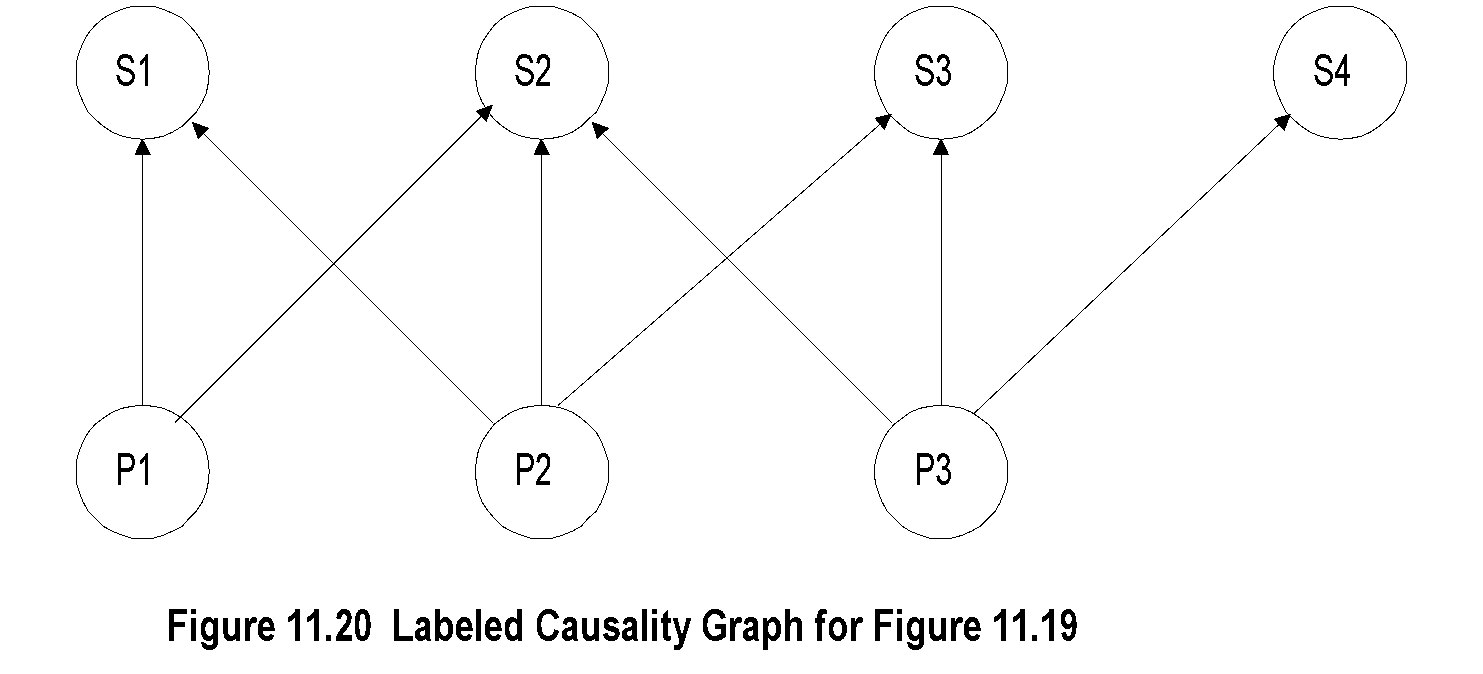 S1 S2 S3 S4
P1 P2 P3
Figure 11.20 Labeled Causality Graph for Figure 11.19